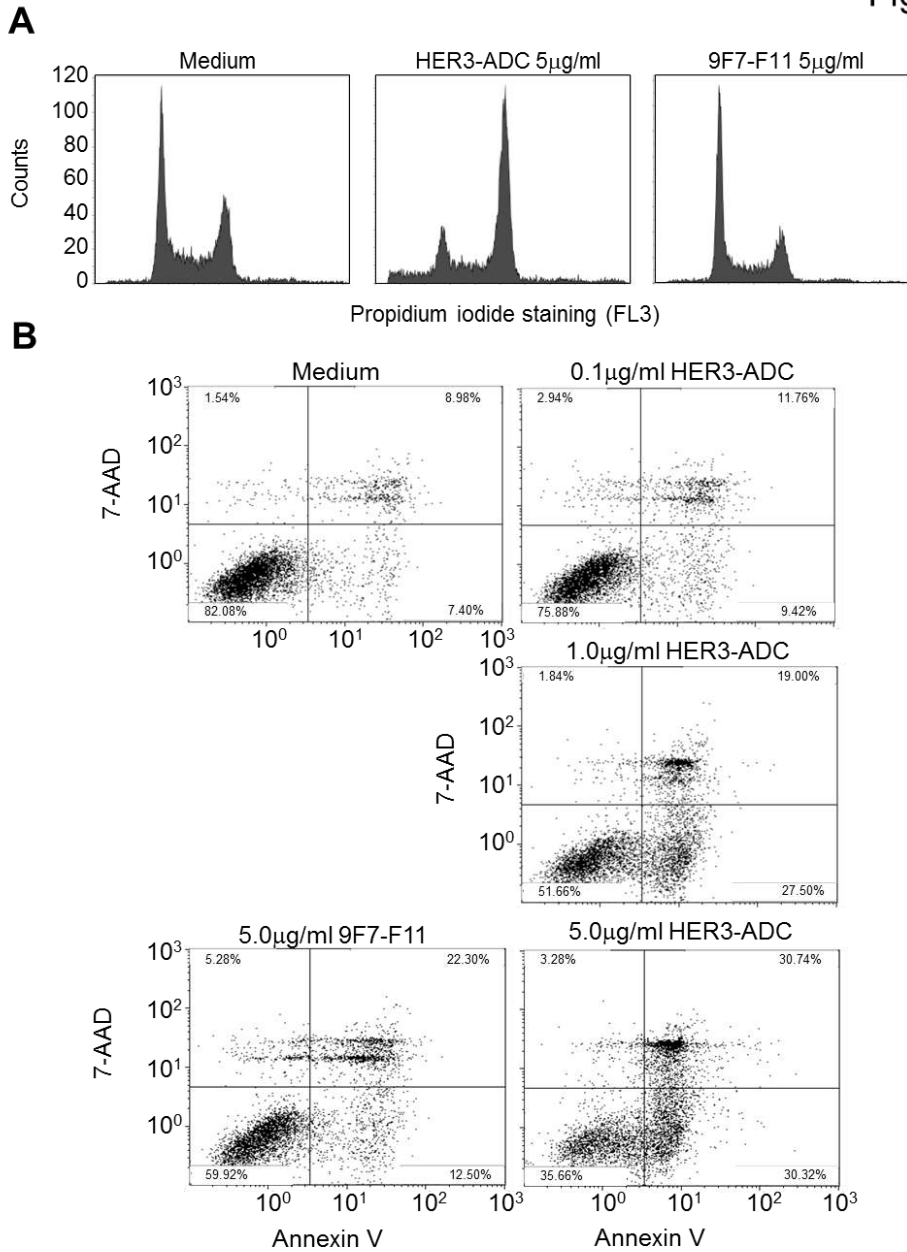 Fig
A
Medium
HER3-ADC 5µg/ml
9F7-F11 5µg/ml
120
100
80
60
40
20
0
Counts
Propidium iodide staining (FL3)
B
Medium
0.1µg/ml HER3-ADC
10³
10²
10¹
10⁰
7-AAD
1.54% 8.98%
82.08% 7.40%
2.94% 11.76%
75.88% 9.42%
10⁰ 10¹ 10² 10³
1.0µg/ml HER3-ADC
10³
10²
10¹
10⁰
7-AAD
1.84% 19.00%
51.66% 27.50%
5.0µg/ml 9F7-F11
5.0µg/ml HER3-ADC
10³
10²
10¹
10⁰
7-AAD
5.28% 22.30%
59.92% 12.50%
3.28% 30.74%
35.66% 30.32%
10⁰ 10¹ 10² 10³
10⁰ 10¹ 10² 10³
Annexin V
Annexin V